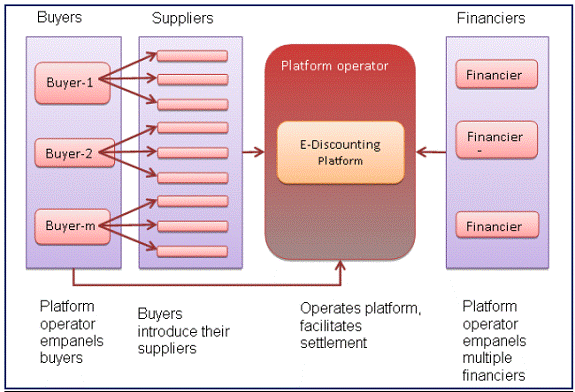 Buyers
Suppliers
Financiers
Buyer-1
Buyer-2
Buyer-m
Platform operator
E-Discounting
Platform
Financier
Financier
-
Financier
Platform
operator
empanels
buyers
Buyers
introduce their
suppliers
Operates platform,
facilitates
settlement
Platform
operator
empanels
multiple
financiers